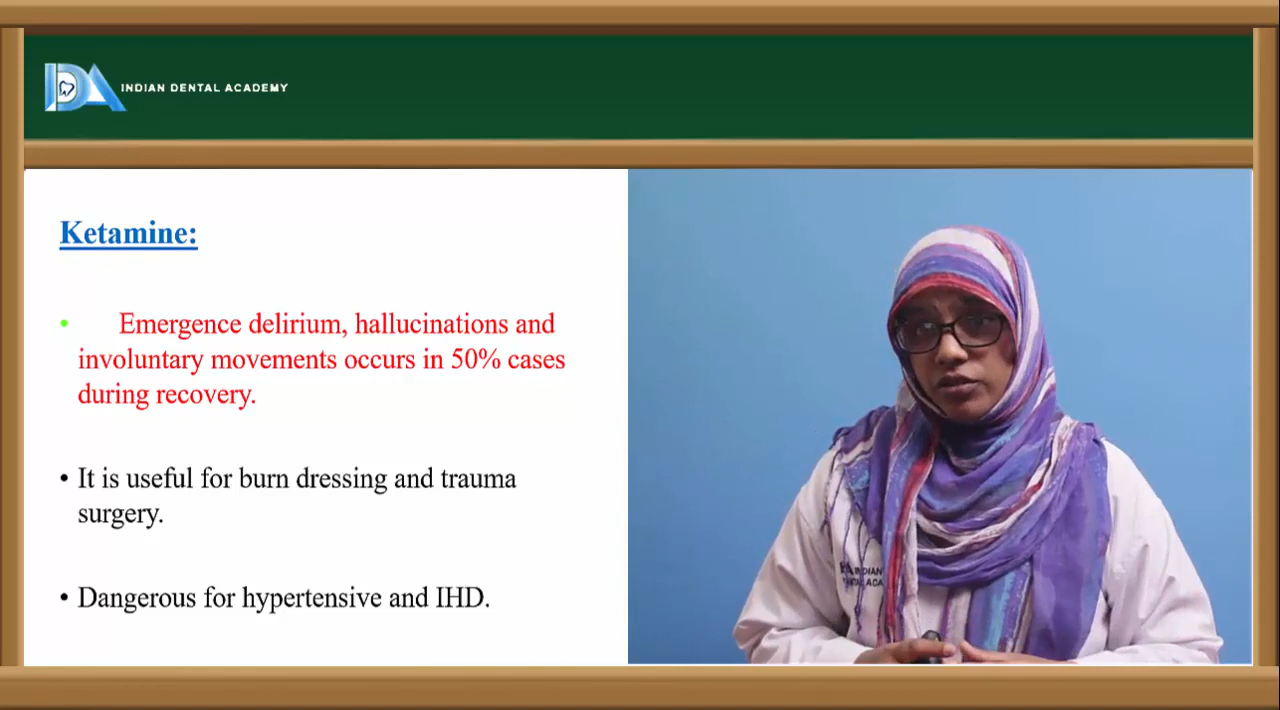 INDIAN DENTAL ACADEMY
Ketamine:
• Emergence delirium, hallucinations and
involuntary movements occurs in 50% cases
during recovery.
• It is useful for burn dressing and trauma
surgery.
• Dangerous for hypertensive and IHD.